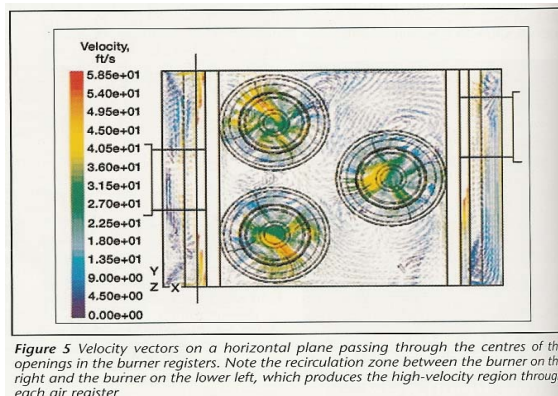 Velocity,
ft/s
5.85e+01
5.40e+01
4.95e+01
4.50e+01
4.05e+01
3.60e+01
3.15e+01
2.70e+01
2.25e+01
1.80e+01
1.35e+01
9.00e+00
4.50e+00
0.00e+00
Y
Z X
Figure 5 Velocity vectors on a horizontal plane passing through the centres of th
openings in the burner registers. Note the recirculation zone between the burner on the
right and the burner on the lower left, which produces the high-velocity region throug
each air register